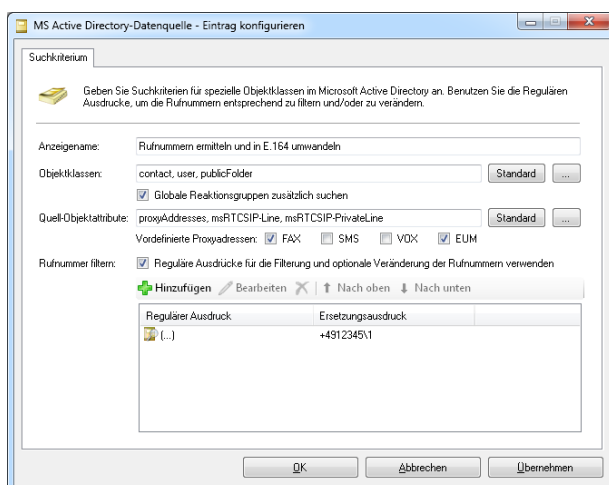 MS Active Directory-Datenquelle - Eintrag konfigurieren
Suchkriterium
Geben Sie Suchkriterien für spezielle Objektklassen im Microsoft Active Directory an. Benutzen Sie die Regulären
Ausdrucke, um die Rufnummern entsprechend zu filtern und/oder zu verändern.
Anzeigename: Rufnummern ermitteln und in E.164 umwandeln
Objektklassen: contact, user, publicFolder Standard ...
Globale Reaktionsgruppen zusätzlich suchen
Quell-Objektattribute: proxyAddresses, msRTCSIP-Line, msRTCSIP-PrivateLine Standard ...
Vordefinierte Proxyadressen: FAX SMS VOX EUM
Rufnummer filtern: Reguläre Ausdrücke für die Filterung und optionale Veränderung der Rufnummern verwenden
Hinzufügen Bearbeiten Nach oben Nach unten
Regulärer Ausdruck Ersetzungsausdruck
(...) +4912345\1
OK Abbrechen Übernehmen